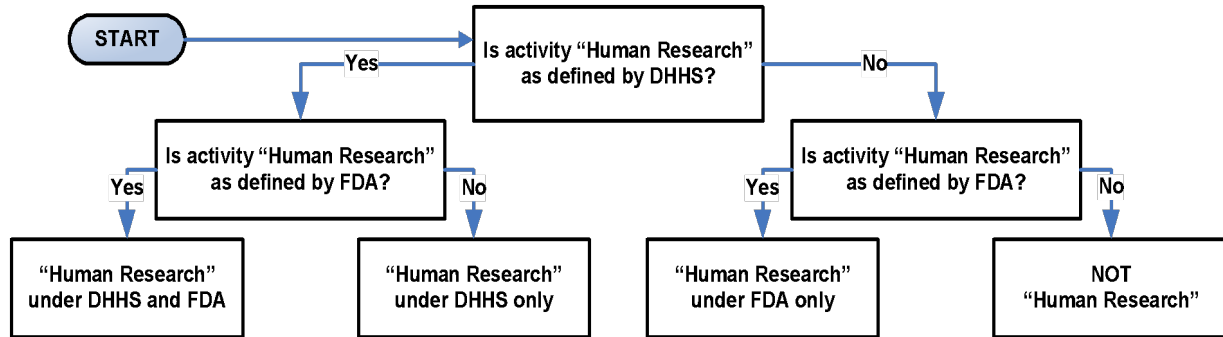 START
Is activity “Human Research”
as defined by DHHS?
Yes
No
Is activity “Human Research”
as defined by FDA?
Is activity “Human Research”
as defined by FDA?
Yes
No
Yes
No
“Human Research”
under DHHS and FDA
“Human Research”
under DHHS only
“Human Research”
under FDA only
NOT
“Human Research”